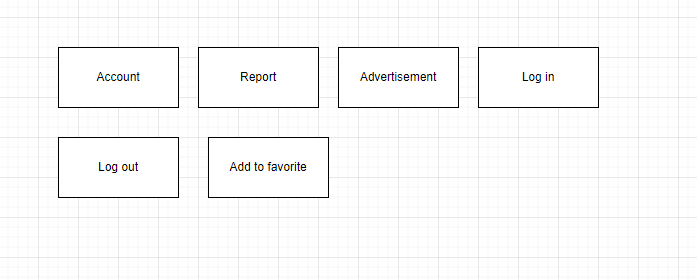 Account
Report
Advertisement
Log in
Log out
Add to favorite